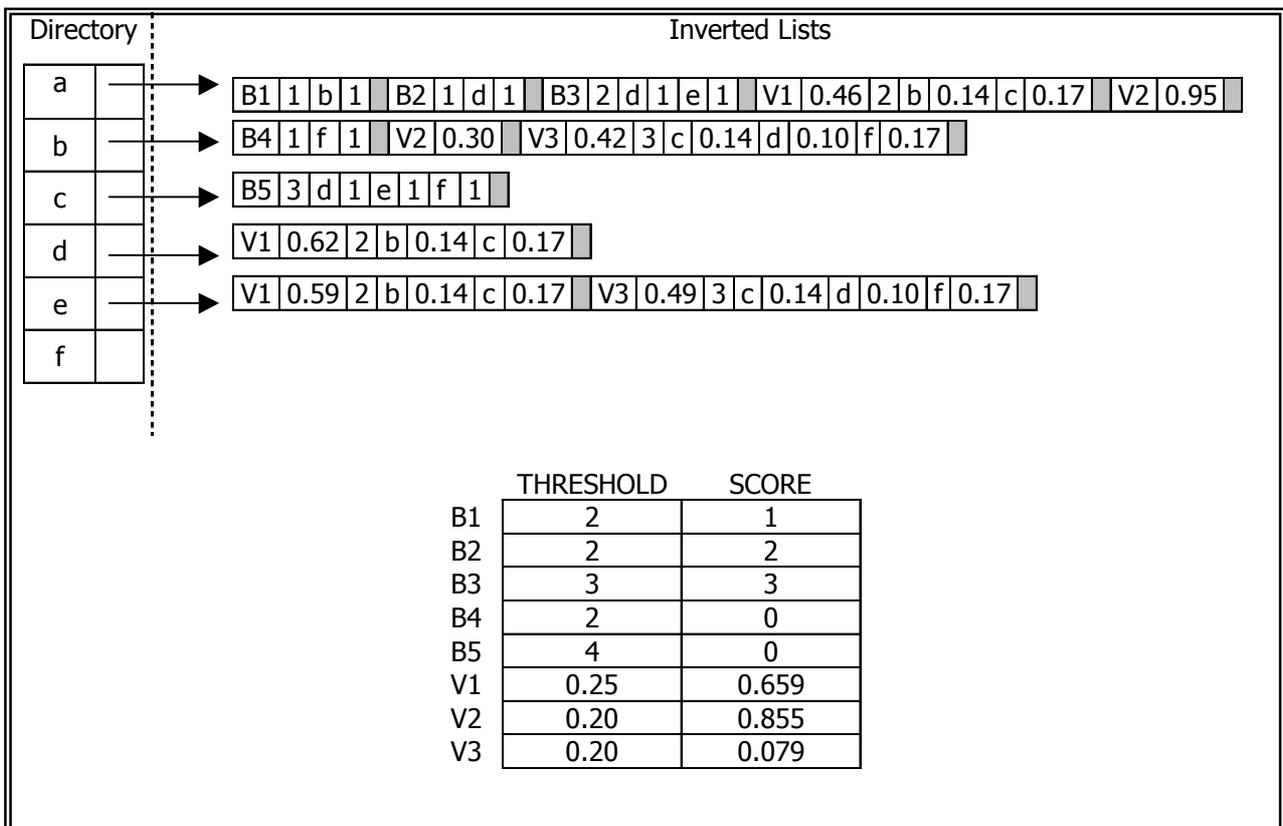 Directory Inverted Lists
a B1 1 b 1 B2 1 d 1 B3 2 d 1 e 1 V1 0.46 2 b 0.14 c 0.17 V2 0.95
b B4 1 f 1 V2 0.30 V3 0.42 3 c 0.14 d 0.10 f 0.17
c B5 3 d 1 e 1 f 1
d V1 0.62 2 b 0.14 c 0.17
e V1 0.59 2 b 0.14 c 0.17 V3 0.49 3 c 0.14 d 0.10 f 0.17
f
THRESHOLD SCORE
B1 2 1
B2 2 2
B3 3 3
B4 2 0
B5 4 0
V1 0.25 0.659
V2 0.20 0.855
V3 0.20 0.079